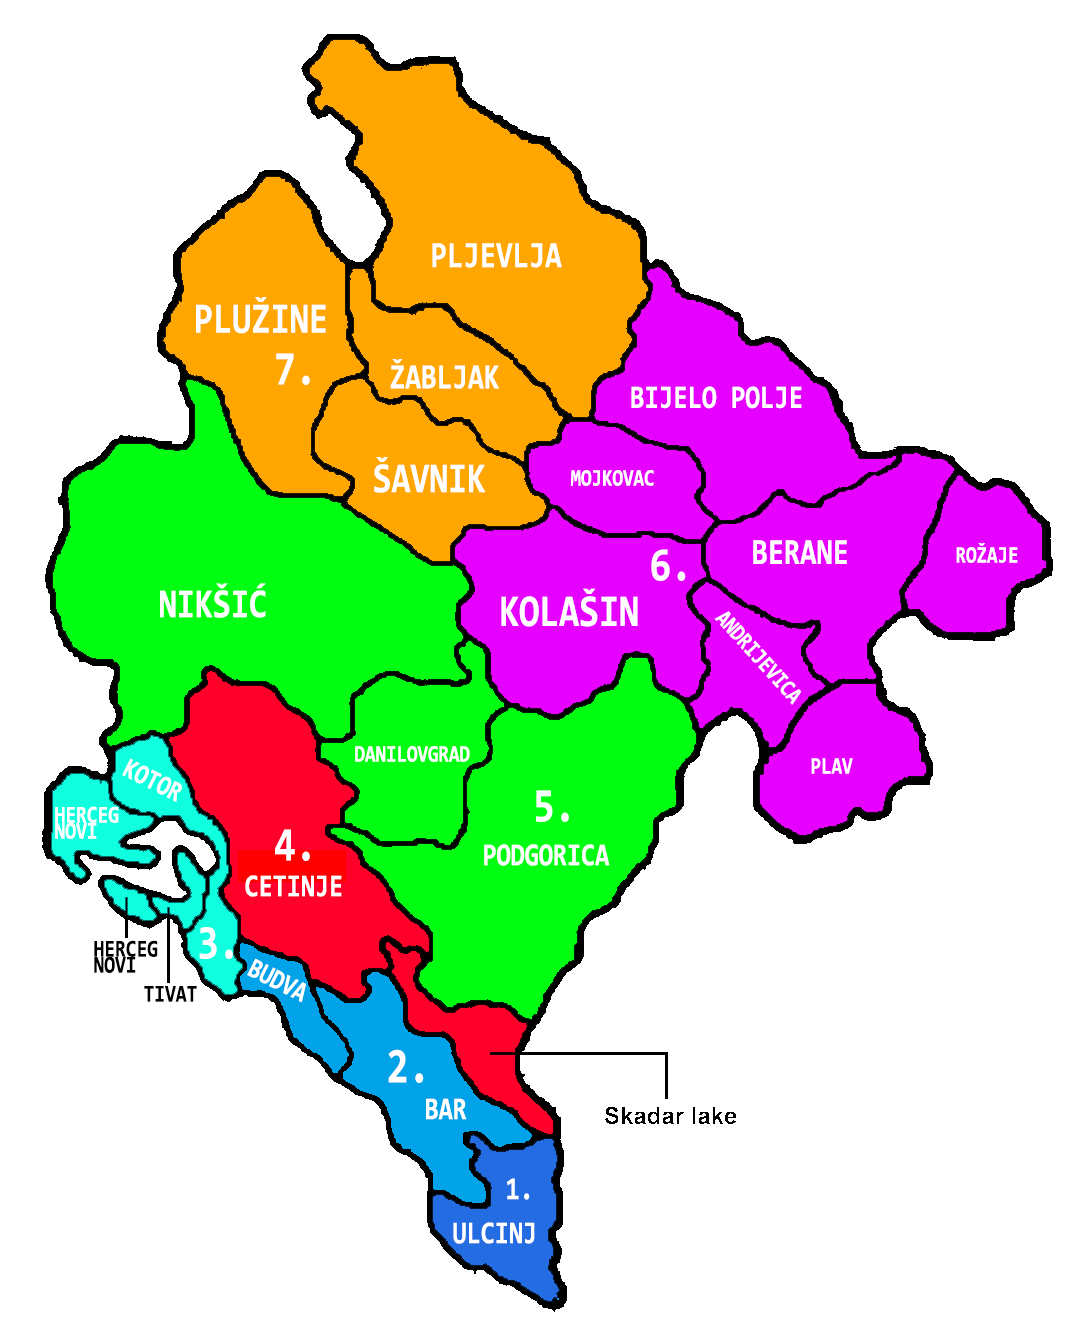 PLJEVLJA
PLUŽINE
7.
ŽABLJAK
BIJELO POLJE
ŠAVNIK
MOJKOVAC
BERANE
ROŽAJE
6.
KOLAŠIN
NIKŠIĆ
ANDRIJEVICA
DANILOVGRAD
PLAV
KOTOR
HERCEG
NOVI
5.
PODGORICA
4.
CETINJE
3.
HERCEG
NOVI
TIVAT
BUDVA
2.
BAR
Skadar lake
1.
ULCINJ